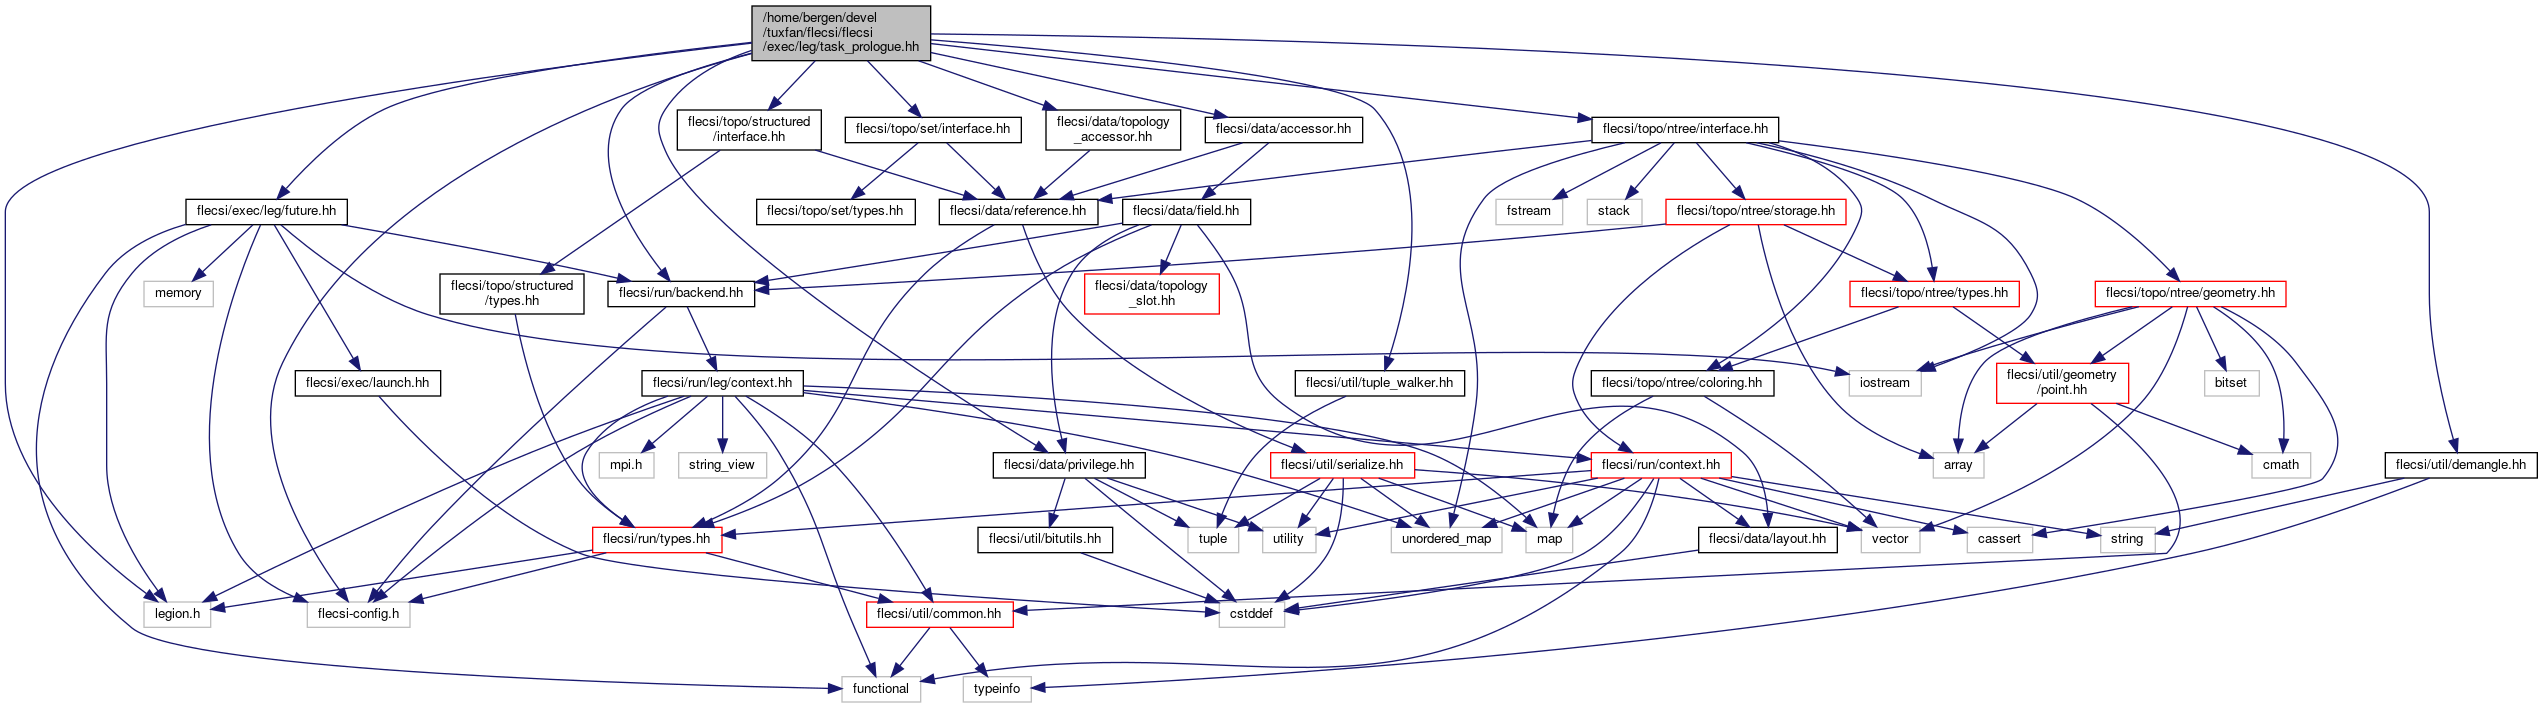 /home/bergen/devel
/tuxfan/flecsi/flecsi
/exec/leg/task_prologue.hh
flecsi/topo/structured
/interface.hh
flecsi/topo/set/interface.hh
flecsi/data/topology
_accessor.hh
flecsi/data/accessor.hh
flecsi/topo/ntree/interface.hh
flecsi/exec/leg/future.hh
flecsi/topo/set/types.hh
flecsi/data/reference.hh
flecsi/data/field.hh
fstream
stack
flecsi/topo/ntree/storage.hh
memory
flecsi/topo/structured
/types.hh
flecsi/run/backend.hh
flecsi/data/topology
_slot.hh
flecsi/topo/ntree/types.hh
flecsi/topo/ntree/geometry.hh
flecsi/exec/launch.hh
flecsi/run/leg/context.hh
flecsi/util/tuple_walker.hh
flecsi/topo/ntree/coloring.hh
iostream
flecsi/util/geometry
/point.hh
bitset
mpi.h
string_view
flecsi/data/privilege.hh
flecsi/util/serialize.hh
flecsi/run/context.hh
array
cmath
flecsi/util/demangle.hh
flecsi/run/types.hh
flecsi/util/bitutils.hh
tuple
utility
unordered_map
map
flecsi/data/layout.hh
vector
cassert
string
legion.h
flecsi-config.h
flecsi/util/common.hh
cstddef
functional
typeinfo